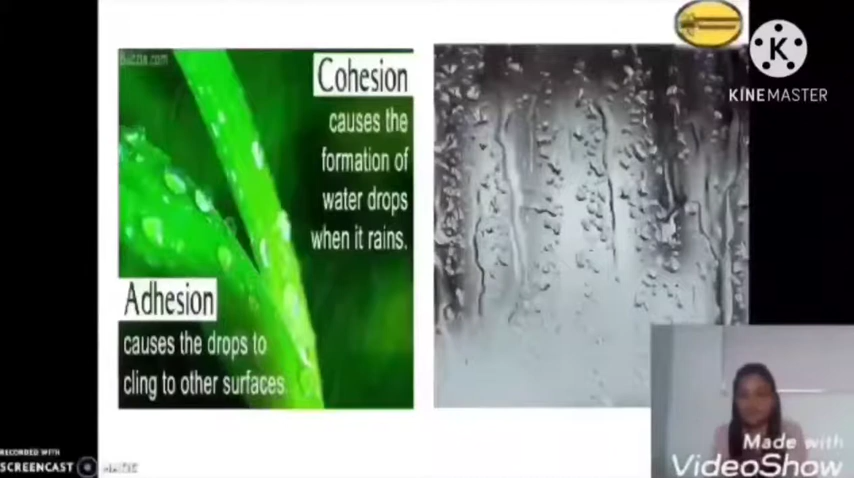 Cohesion
causes the
formation of
water drops
when it rains.
Adhesion
causes the drops to
cling to other surfaces.
K
KINEMASTER
RECORDED WITH
SCREENCAST
MATIC
Made with
VideoShow